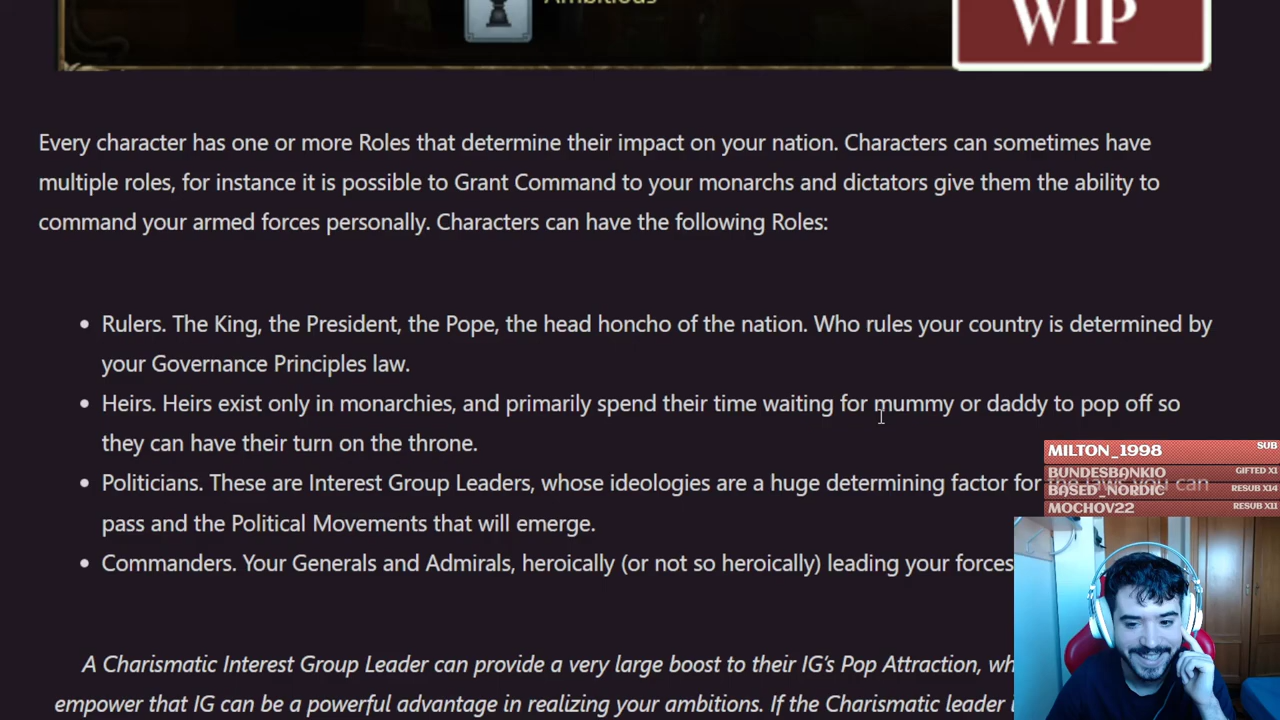 Ambitious
WIP
Every character has one or more Roles that determine their impact on your nation. Characters can sometimes have
multiple roles, for instance it is possible to Grant Command to your monarchs and dictators give them the ability to
command your armed forces personally. Characters can have the following Roles:
• Rulers. The King, the President, the Pope, the head honcho of the nation. Who rules your country is determined by
your Governance Principles law.
• Heirs. Heirs exist only in monarchies, and primarily spend their time waiting for mummy or daddy to pop off so
they can have their turn on the throne.
• Politicians. These are Interest Group Leaders, whose ideologies are a huge determining factor for the laws you can
pass and the Political Movements that will emerge.
• Commanders. Your Generals and Admirals, heroically (or not so heroically) leading your forces
A Charismatic Interest Group Leader can provide a very large boost to their IG's Pop Attraction, wh
empower that IG can be a powerful advantage in realizing your ambitions. If the Charismatic leader i
MILTON_1998 SUB
BUNDESBANKIO GIFTED X1
BASED_NORDIC RESUB X14
MOCHOV22 RESUB X11